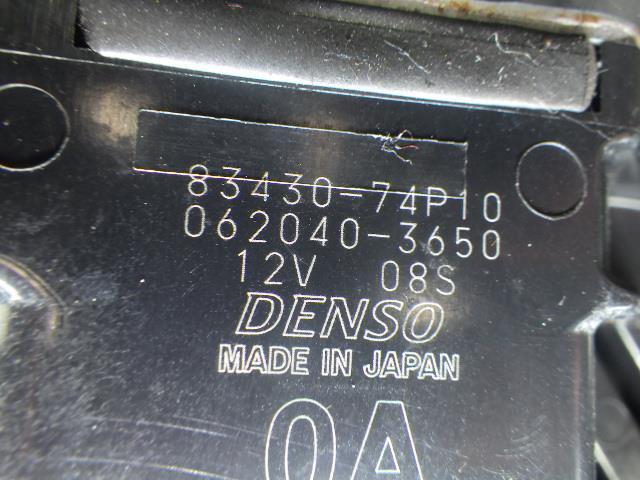 83430-74P10
062040-3650
12V 08S
DENSO
MADE IN JAPAN
0A